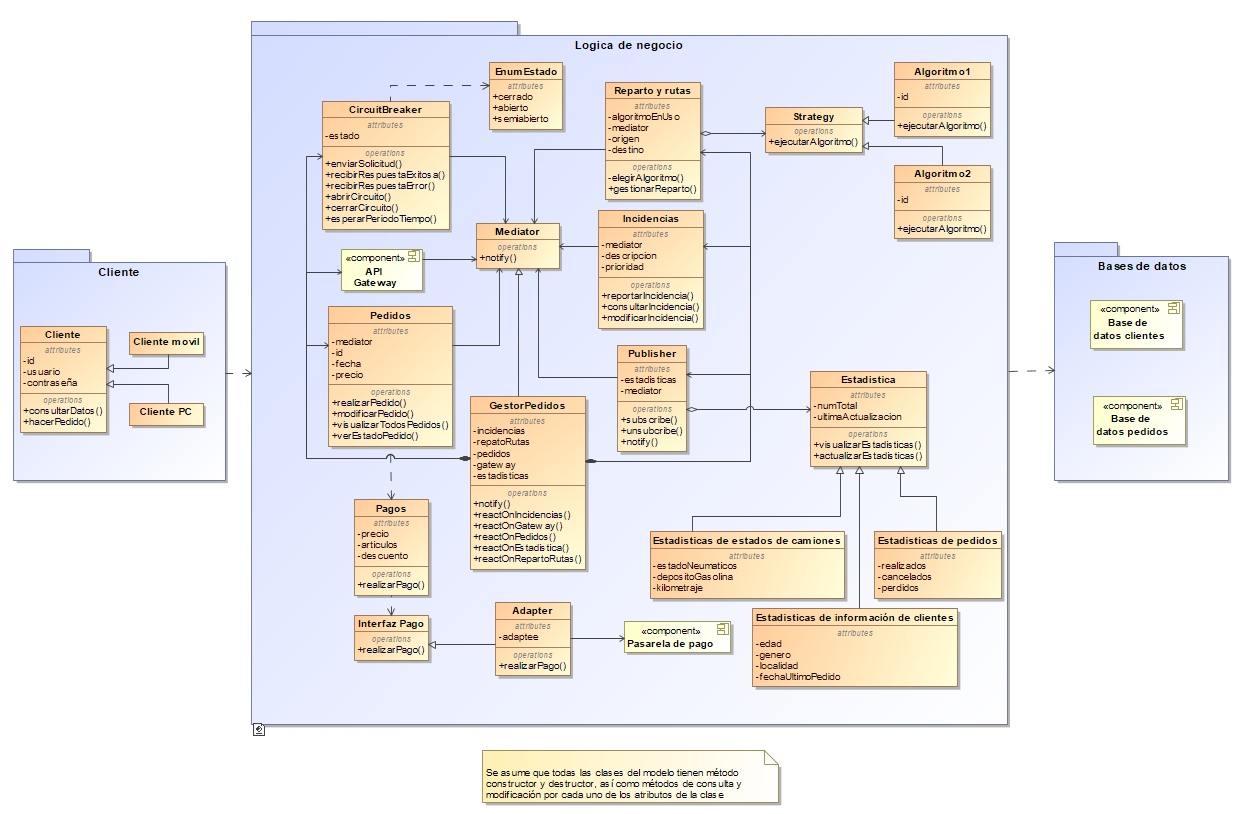 Logica de negocio
EnumEstado
attributes
+cerrado
+abierto
+semiabierto
CircuitBreaker
attributes
-estado
operations
+enviarSolicitud()
+recibirRespuestaExitosa()
+recibirRespuestaError()
+abrirCircuito()
+cerrarCircuito()
+esperarPeriodoTiempo()
Reparto y rutas
attributes
-algoritmoEnUso
-mediator
-origen
-destino
operations
-elegirAlgoritmo()
+gestionarReparto()
Strategy
operations
+ejecutarAlgoritmo()
Algoritmo1
attributes
-id
operations
+ejecutarAlgoritmo()
Algoritmo2
attributes
-id
operations
+ejecutarAlgoritmo()
Mediator
operations
+notify()
Incidencias
attributes
-mediator
-descripcion
-prioridad
operations
+reportarIncidencia()
+consultarIncidencia()
+modificarIncidencia()
«component»
API
Gateway
Pedidos
attributes
-mediator
-id
-fecha
-precio
operations
+realizarPedido()
+modificarPedido()
+visualizarTodosPedidos()
+verEstadoPedido()
Publisher
attributes
-estadisticas
-mediator
operations
+subscribe()
+unsubcribe()
+notify()
GestorPedidos
attributes
-incidencias
-repatoRutas
-pedidos
-gateway
-estadisticas
operations
+notify()
+reactOnIncidencias()
+reactOnGateway()
+reactOnPedidos()
+reactOnEstadistica()
+reactOnRepartoRutas()
Estadistica
attributes
-numTotal
-ultimaActualizacion
operations
+visualizarEstadisticas()
+actualizarEstadisticas()
Pagos
attributes
-precio
-articulos
-descuento
operations
+realizarPago()
Interfaz Pago
operations
+realizarPago()
Adapter
attributes
-adaptee
operations
+realizarPago()
«component»
Pasarela de pago
Estadisticas de estados de camiones
attributes
-estadoNeumaticos
-depositoGasolina
-kilometraje
Estadisticas de pedidos
attributes
-realizados
-cancelados
-perdidos
Estadisticas de información de clientes
attributes
-edad
-genero
-localidad
-fechaUltimoPedido
Cliente
Cliente
attributes
-id
-usuario
-contraseña
operations
+consultarDatos()
+hacerPedido()
Cliente movil
Cliente PC
Bases de datos
«component»
Base de
datos clientes
«component»
Base de
datos pedidos
Se asume que todas las clases del modelo tienen método
constructor y destructor, así como métodos de consulta y
modificación por cada uno de los atributos de la clase